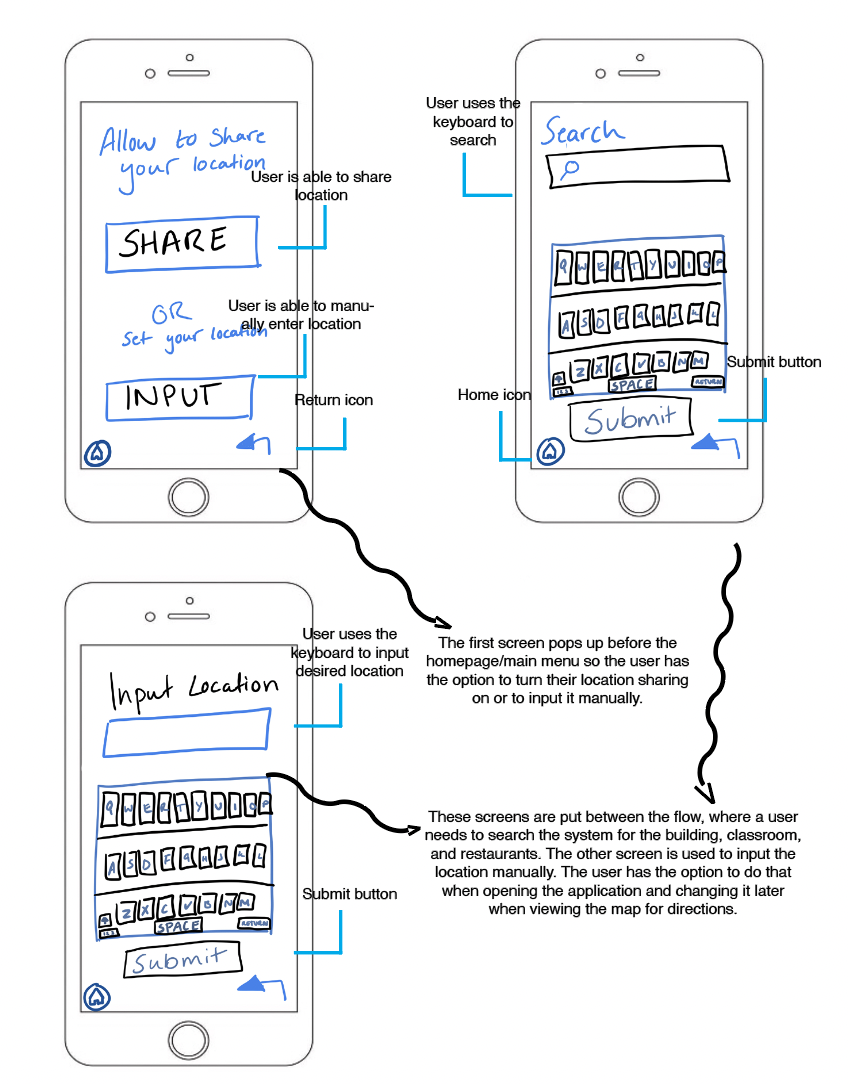 Allow to share
your location
User is able to share
location
SHARE
User is able to manu-
ally enter location
OR
Set your location
INPUT
Return icon
User uses the
keyboard to
search
Search
Q W E R T Y U I O P
A S D F G H J K L
Z X C V B N M
SPACE
RETURN
Submit button
Home icon
Submit
The first screen pops up before the
homepage/main menu so the user has
the option to turn their location sharing
on or to input it manually.
User uses the
keyboard to input
desired location
Input Location
Q W E R T Y U I O P
A S D F G H J K L
Z X C V B N M
SPACE
RETURN
Submit button
Submit
These screens are put between the flow, where a user
needs to search the system for the building, classroom,
and restaurants. The other screen is used to input the
location manually. The user has the option to do that
when opening the application and changing it later
when viewing the map for directions.